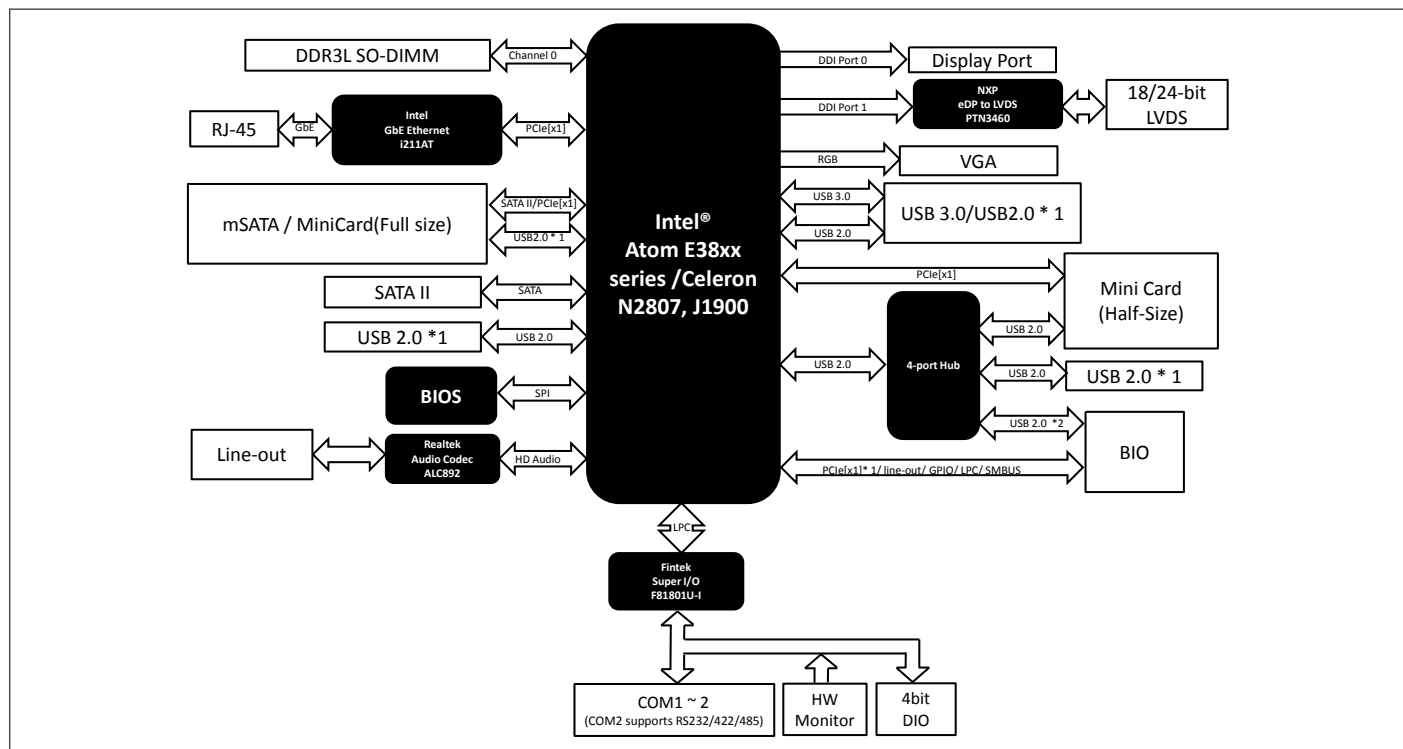 DDR3L SO-DIMM
Channel 0
RJ-45
GbE
Intel
GbE Ethernet
i211AT
PCIe[x1]
mSATA / MiniCard(Full size)
SATA II/PCIe[x1]
USB2.0 * 1
SATA II
SATA
USB 2.0 *1
USB 2.0
BIOS
SPI
Line-out
Realtek
Audio Codec
ALC892
HD Audio
Intel®
Atom E38xx
series /Celeron
N2807, J1900
DDI Port 0
Display Port
DDI Port 1
NXP
eDP to LVDS
PTN3460
18/24-bit
LVDS
RGB
VGA
USB 3.0
USB 2.0
USB 3.0/USB2.0 * 1
PCIe[x1]
Mini Card
(Half-Size)
USB 2.0
USB 2.0
4-port Hub
USB 2.0
USB 2.0 * 1
USB 2.0 *2
BIO
PCIe[x1]* 1/ line-out/ GPIO/ LPC/ SMBUS
LPC
Fintek
Super I/O
F81801U-I
COM1 ~ 2
(COM2 supports RS232/422/485)
HW
Monitor
4bit
DIO